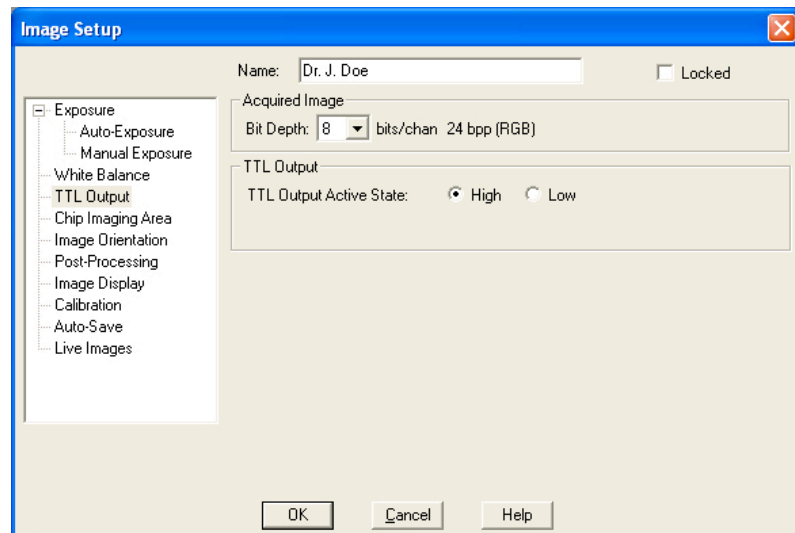 Image Setup
Name: Dr. J. Doe Locked
Exposure
Auto-Exposure
Manual Exposure
White Balance
TTL Output
Chip Imaging Area
Image Orientation
Post-Processing
Image Display
Calibration
Auto-Save
Live Images
Acquired Image
Bit Depth: 8 bits/chan 24 bpp (RGB)
TTL Output
TTL Output Active State: High Low
OK Cancel Help